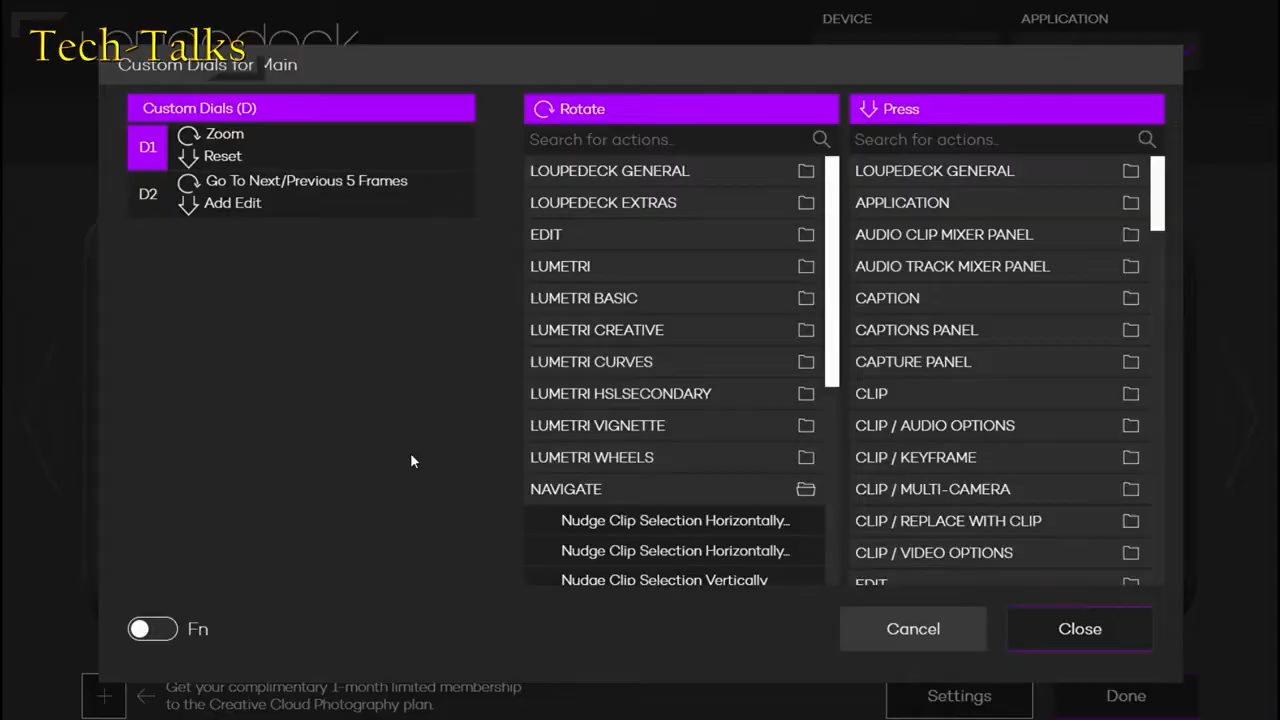 DEVICE
APPLICATION
Tech-Talks
Custom Dials for Main
Custom Dials (D)
D1
Zoom
Reset
D2
Go To Next/Previous 5 Frames
Add Edit
Rotate
Search for actions..
LOUPEDECK GENERAL
LOUPEDECK EXTRAS
EDIT
LUMETRI
LUMETRI BASIC
LUMETRI CREATIVE
LUMETRI CURVES
LUMETRI HSLSECONDARY
LUMETRI VIGNETTE
LUMETRI WHEELS
NAVIGATE
Nudge Clip Selection Horizontally...
Nudge Clip Selection Horizontally...
Nudge Clip Selection Vertically
Press
Search for actions..
LOUPEDECK GENERAL
APPLICATION
AUDIO CLIP MIXER PANEL
AUDIO TRACK MIXER PANEL
CAPTION
CAPTIONS PANEL
CAPTURE PANEL
CLIP
CLIP / AUDIO OPTIONS
CLIP / KEYFRAME
CLIP / MULTI-CAMERA
CLIP / REPLACE WITH CLIP
CLIP / VIDEO OPTIONS
EDIT
Fn
Cancel
Close
Get your complimentary 1-month limited membership
to the Creative Cloud Photography plan.
Settings
Done